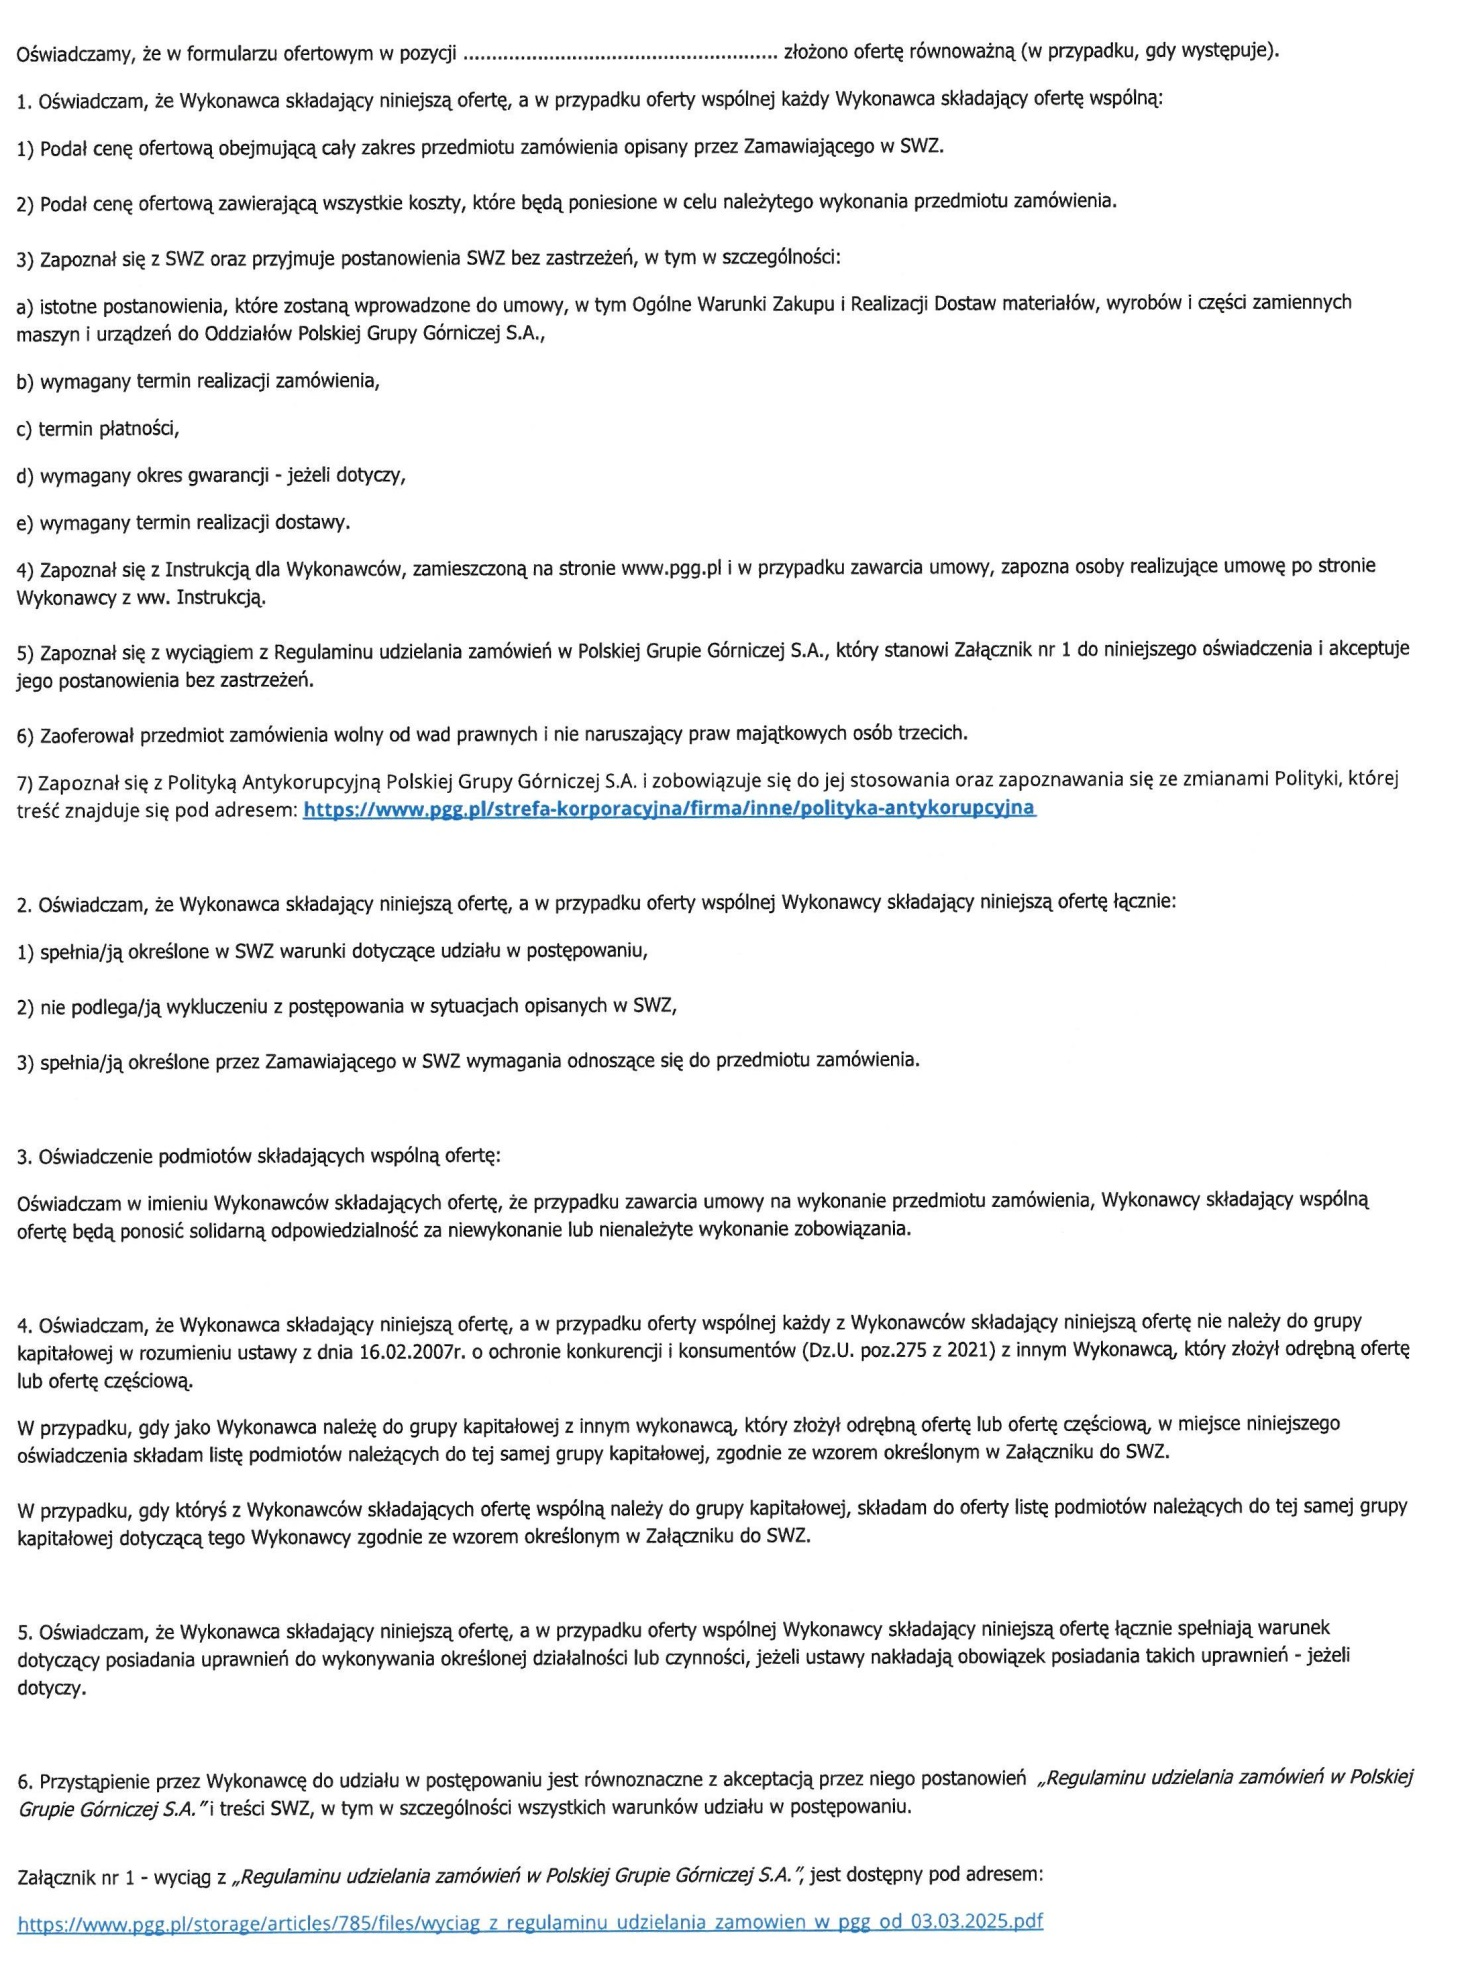 Oświadczamy, że w formularzu ofertowym w pozycji ....................................................... złożono ofertę równoważną (w przypadku, gdy występuje).
1. Oświadczam, że Wykonawca składający niniejszą ofertę, a w przypadku oferty wspólnej każdy Wykonawca składający ofertę wspólną:
1) Podał cenę ofertową obejmującą cały zakres przedmiotu zamówienia opisany przez Zamawiającego w SWZ.
2) Podał cenę ofertową zawierającą wszystkie koszty, które będą poniesione w celu należytego wykonania przedmiotu zamówienia.
3) Zapoznał się z SWZ oraz przyjmuje postanowienia SWZ bez zastrzeżeń, w tym w szczególności:
a) istotne postanowienia, które zostaną wprowadzone do umowy, w tym Ogólne Warunki Zakupu i Realizacji Dostaw materiałów, wyrobów i części zamiennych
maszyn i urządzeń do Oddziałów Polskiej Grupy Górniczej S.A.,
b) wymagany termin realizacji zamówienia,
c) termin płatności,
d) wymagany okres gwarancji - jeżeli dotyczy,
e) wymagany termin realizacji dostawy.
4) Zapoznał się z Instrukcją dla Wykonawców, zamieszczoną na stronie www.pgg.pl i w przypadku zawarcia umowy, zapozna osoby realizujące umowę po stronie
Wykonawcy z ww. Instrukcją.
5) Zapoznał się z wyciągiem z Regulaminu udzielania zamówień w Polskiej Grupie Górniczej S.A., który stanowi Załącznik nr 1 do niniejszego oświadczenia i akceptuje
jego postanowienia bez zastrzeżeń.
6) Zaoferował przedmiot zamówienia wolny od wad prawnych i nie naruszający praw majątkowych osób trzecich.
7) Zapoznał się z Polityką Antykorupcyjną Polskiej Grupy Górniczej S.A. i zobowiązuje się do jej stosowania oraz zapoznawania się ze zmianami Polityki, której
treść znajduje się pod adresem: https://www.pgg.pl/strefa-korporacyjna/firma/inne/polityka-antykorupcyjna
2. Oświadczam, że Wykonawca składający niniejszą ofertę, a w przypadku oferty wspólnej Wykonawcy składający niniejszą ofertę łącznie:
1) spełnia/ją określone w SWZ warunki dotyczące udziału w postępowaniu,
2) nie podlega/ją wykluczeniu z postępowania w sytuacjach opisanych w SWZ,
3) spełnia/ją określone przez Zamawiającego w SWZ wymagania odnoszące się do przedmiotu zamówienia.
3. Oświadczenie podmiotów składających wspólną ofertę:
Oświadczam w imieniu Wykonawców składających ofertę, że przypadku zawarcia umowy na wykonanie przedmiotu zamówienia, Wykonawcy składający wspólną
ofertę będą ponosić solidarną odpowiedzialność za niewykonanie lub nienależyte wykonanie zobowiązania.
4. Oświadczam, że Wykonawca składający niniejszą ofertę, a w przypadku oferty wspólnej każdy z Wykonawców składający niniejszą ofertę nie należy do grupy
kapitałowej w rozumieniu ustawy z dnia 16.02.2007r. o ochronie konkurencji i konsumentów (Dz.U. poz.275 z 2021) z innym Wykonawcą, który złożył odrębną ofertę
lub ofertę częściową.
W przypadku, gdy jako Wykonawca należę do grupy kapitałowej z innym wykonawcą, który złożył odrębną ofertę lub ofertę częściową, w miejsce niniejszego
oświadczenia składam listę podmiotów należących do tej samej grupy kapitałowej, zgodnie ze wzorem określonym w Załączniku do SWZ.
W przypadku, gdy któryś z Wykonawców składających ofertę wspólną należy do grupy kapitałowej, składam do oferty listę podmiotów należących do tej samej grupy
kapitałowej dotyczącą tego Wykonawcy zgodnie ze wzorem określonym w Załączniku do SWZ.
5. Oświadczam, że Wykonawca składający niniejszą ofertę, a w przypadku oferty wspólnej Wykonawcy składający niniejszą ofertę łącznie spełniają warunek
dotyczący posiadania uprawnień do wykonywania określonej działalności lub czynności, jeżeli ustawy nakładają obowiązek posiadania takich uprawnień - jeżeli
dotyczy.
6. Przystąpienie przez Wykonawcę do udziału w postępowaniu jest równoznaczne z akceptacją przez niego postanowień „Regulaminu udzielania zamówień w Polskiej
Grupie Górniczej S.A." i treści SWZ, w tym w szczególności wszystkich warunków udziału w postępowaniu.
Załącznik nr 1 - wyciąg z „Regulaminu udzielania zamówień w Polskiej Grupie Górniczej S.A.", jest dostępny pod adresem:
https://www.pgg.pl/storage/articles/785/files/wyciag_z_regulaminu_udzielania_zamowien_w_pgg_od_03.03.2025.pdf